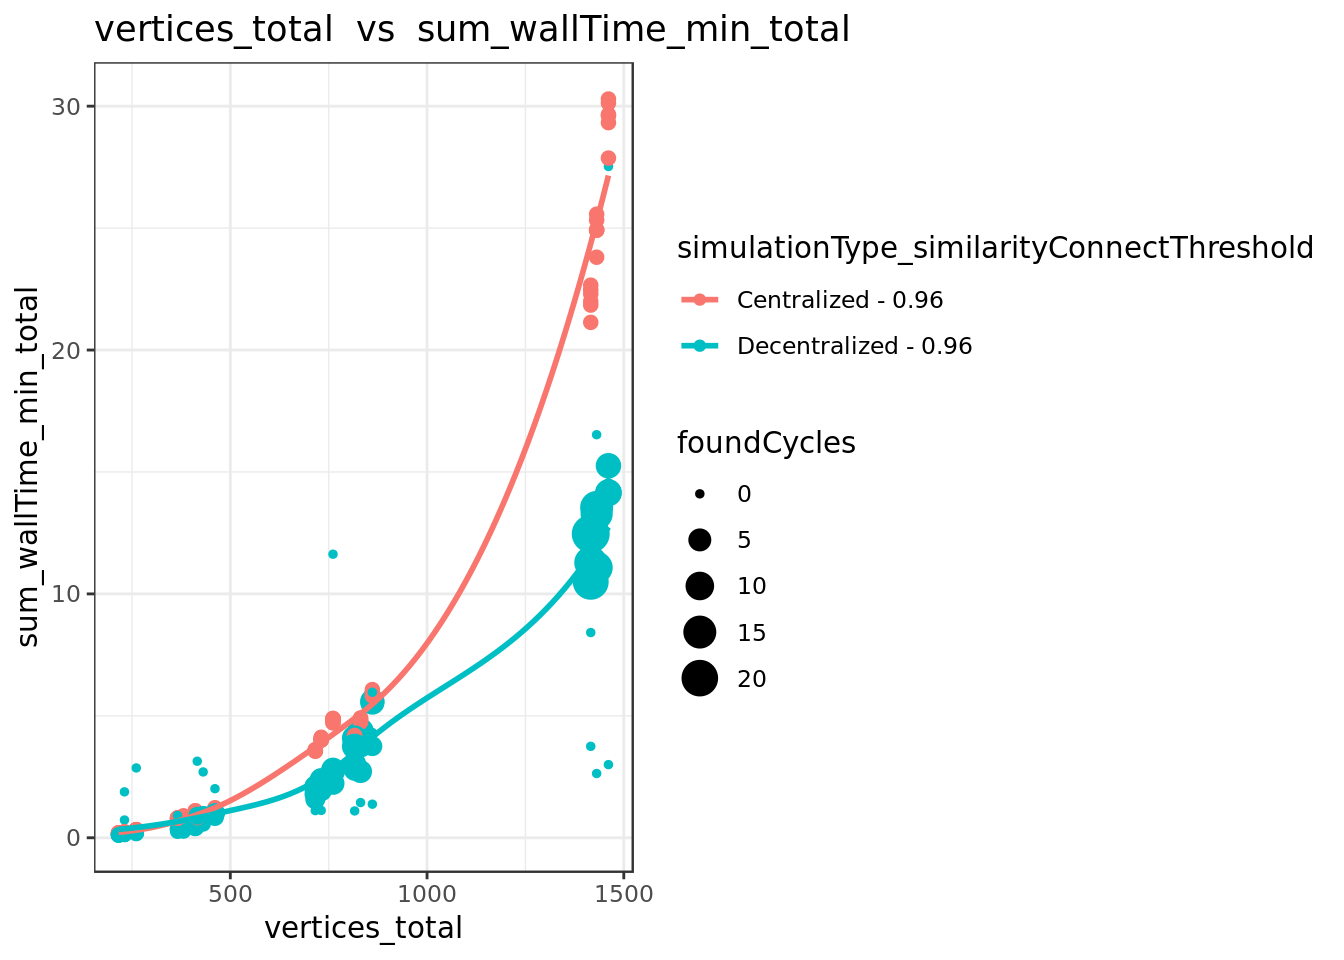 vertices_total vs sum_wallTime_min_total
sum_wallTime_min_total
30
20
10
0
500
1000
1500
vertices_total
simulationType_similarityConnectThreshold
Centralized - 0.96
Decentralized - 0.96
foundCycles
0
5
10
15
20